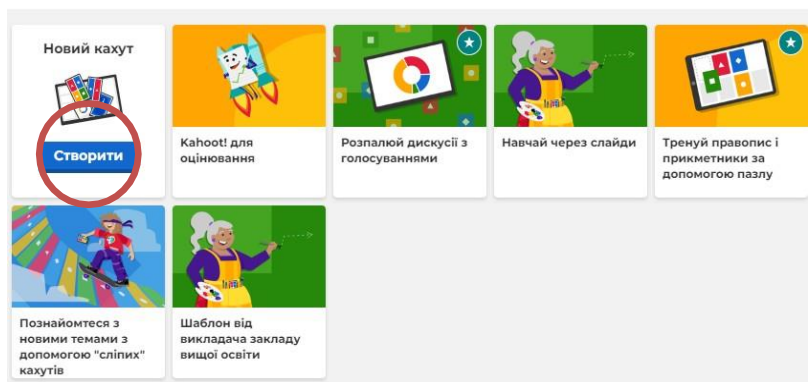 Новий кахут
Створити
Kahoot! для
оцінювання
Розпалюй дискусії з
голосуваннями
Навчай через слайди
Тренуй правопис і
прикметники за
допомогою пазлу
Познайомтеся з
новими темами з
допомогою "сліпих"
кахутів
Шаблон від
викладача закладу
вищої освіти